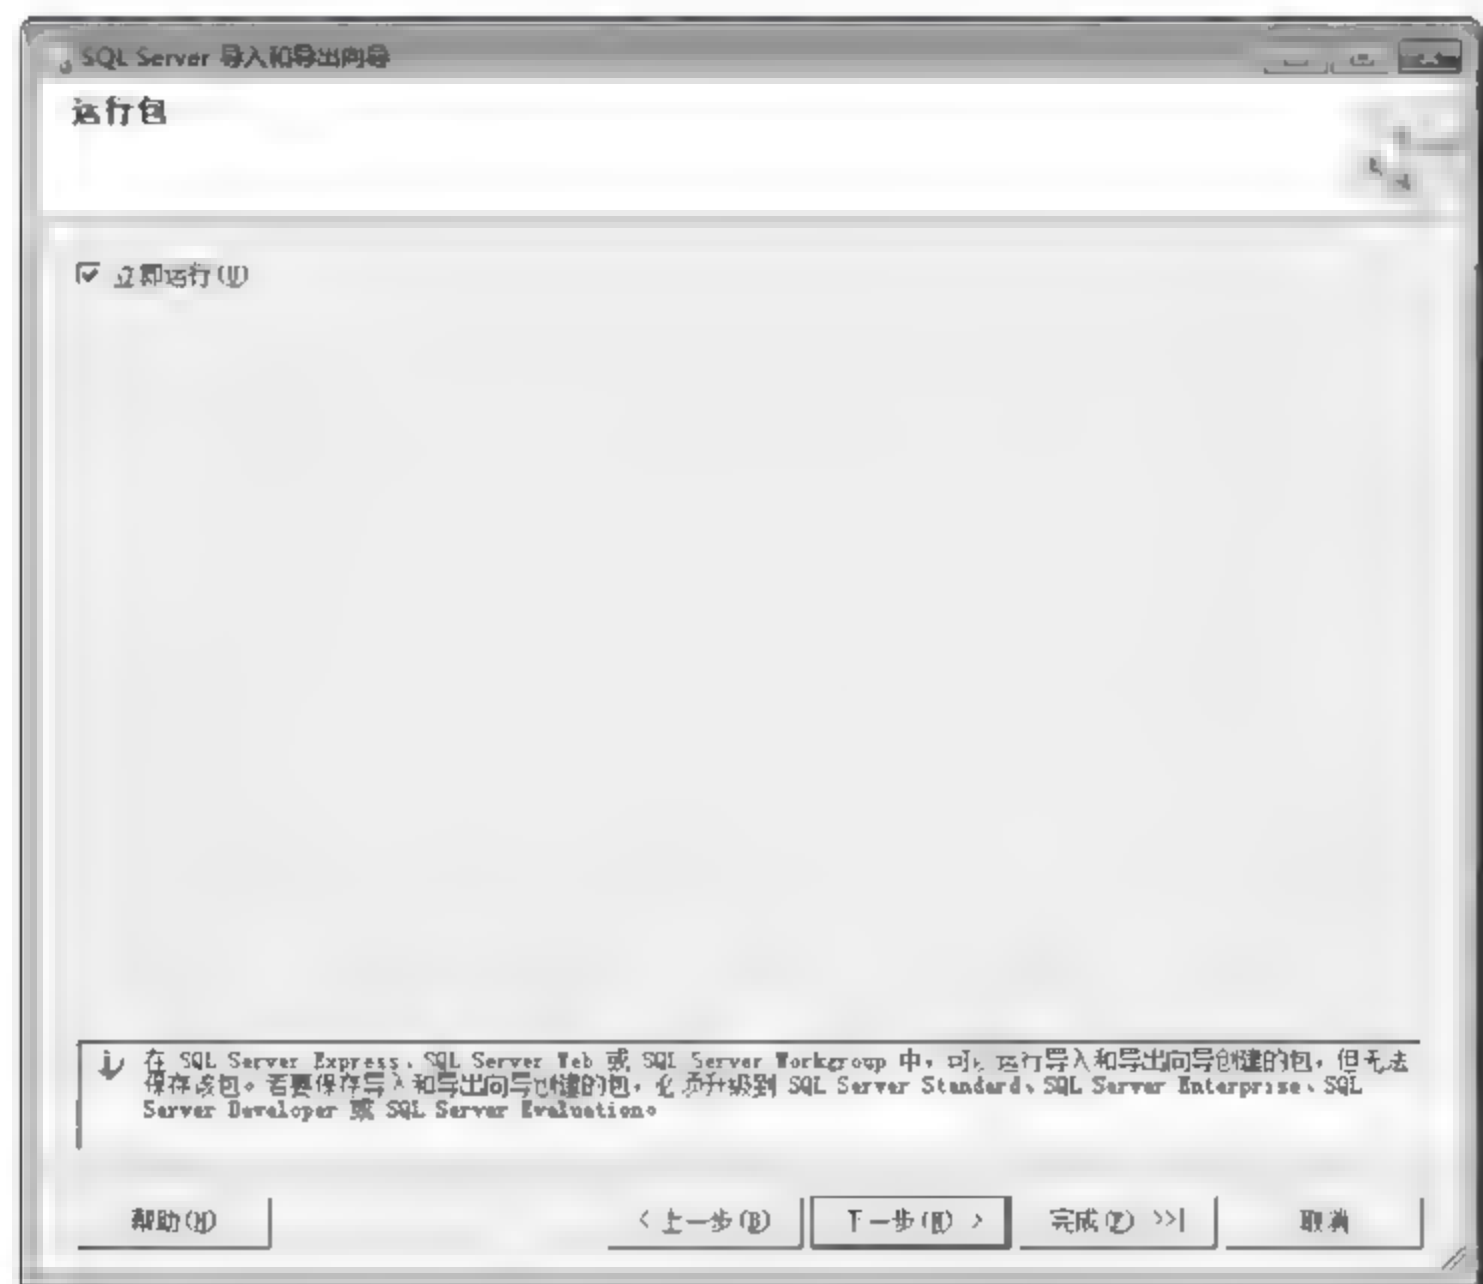 SQL Server 导入和导出向导
运行包
立即运行(U)
在 SQL Server Express、SQL Server Web 或 SQL Server Workgroup 中，可以运行导入和导出向导创建的包，但无法
保存该包。若要保存导入和导出向导创建的包，必须升级到 SQL Server Standard、SQL Server Enterprise、SQL
Server Developer 或 SQL Server Evaluation。
帮助(H)
< 上一步(B)
下一步(N) >
完成(F) >>|
取消